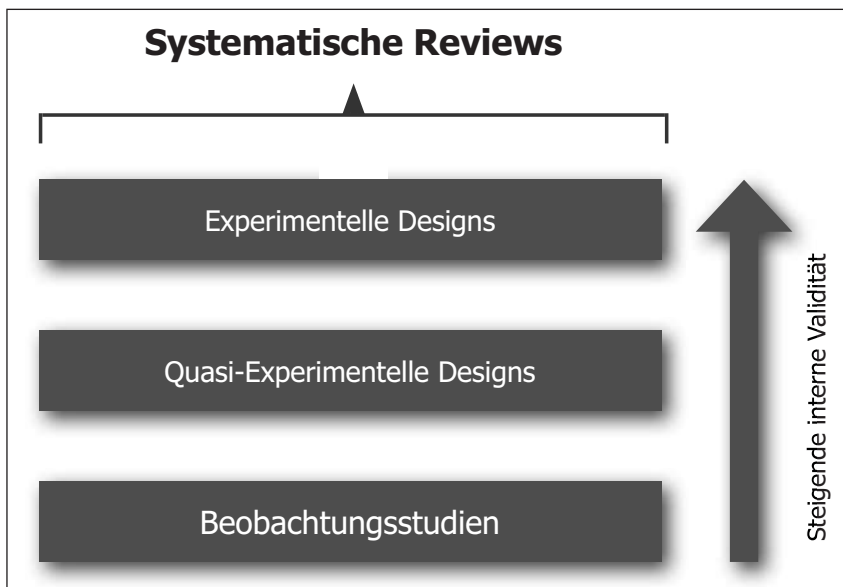 Systematische Reviews
Experimentelle Designs
Quasi-Experimentelle Designs
Beobachtungsstudien
Steigende interne Validität